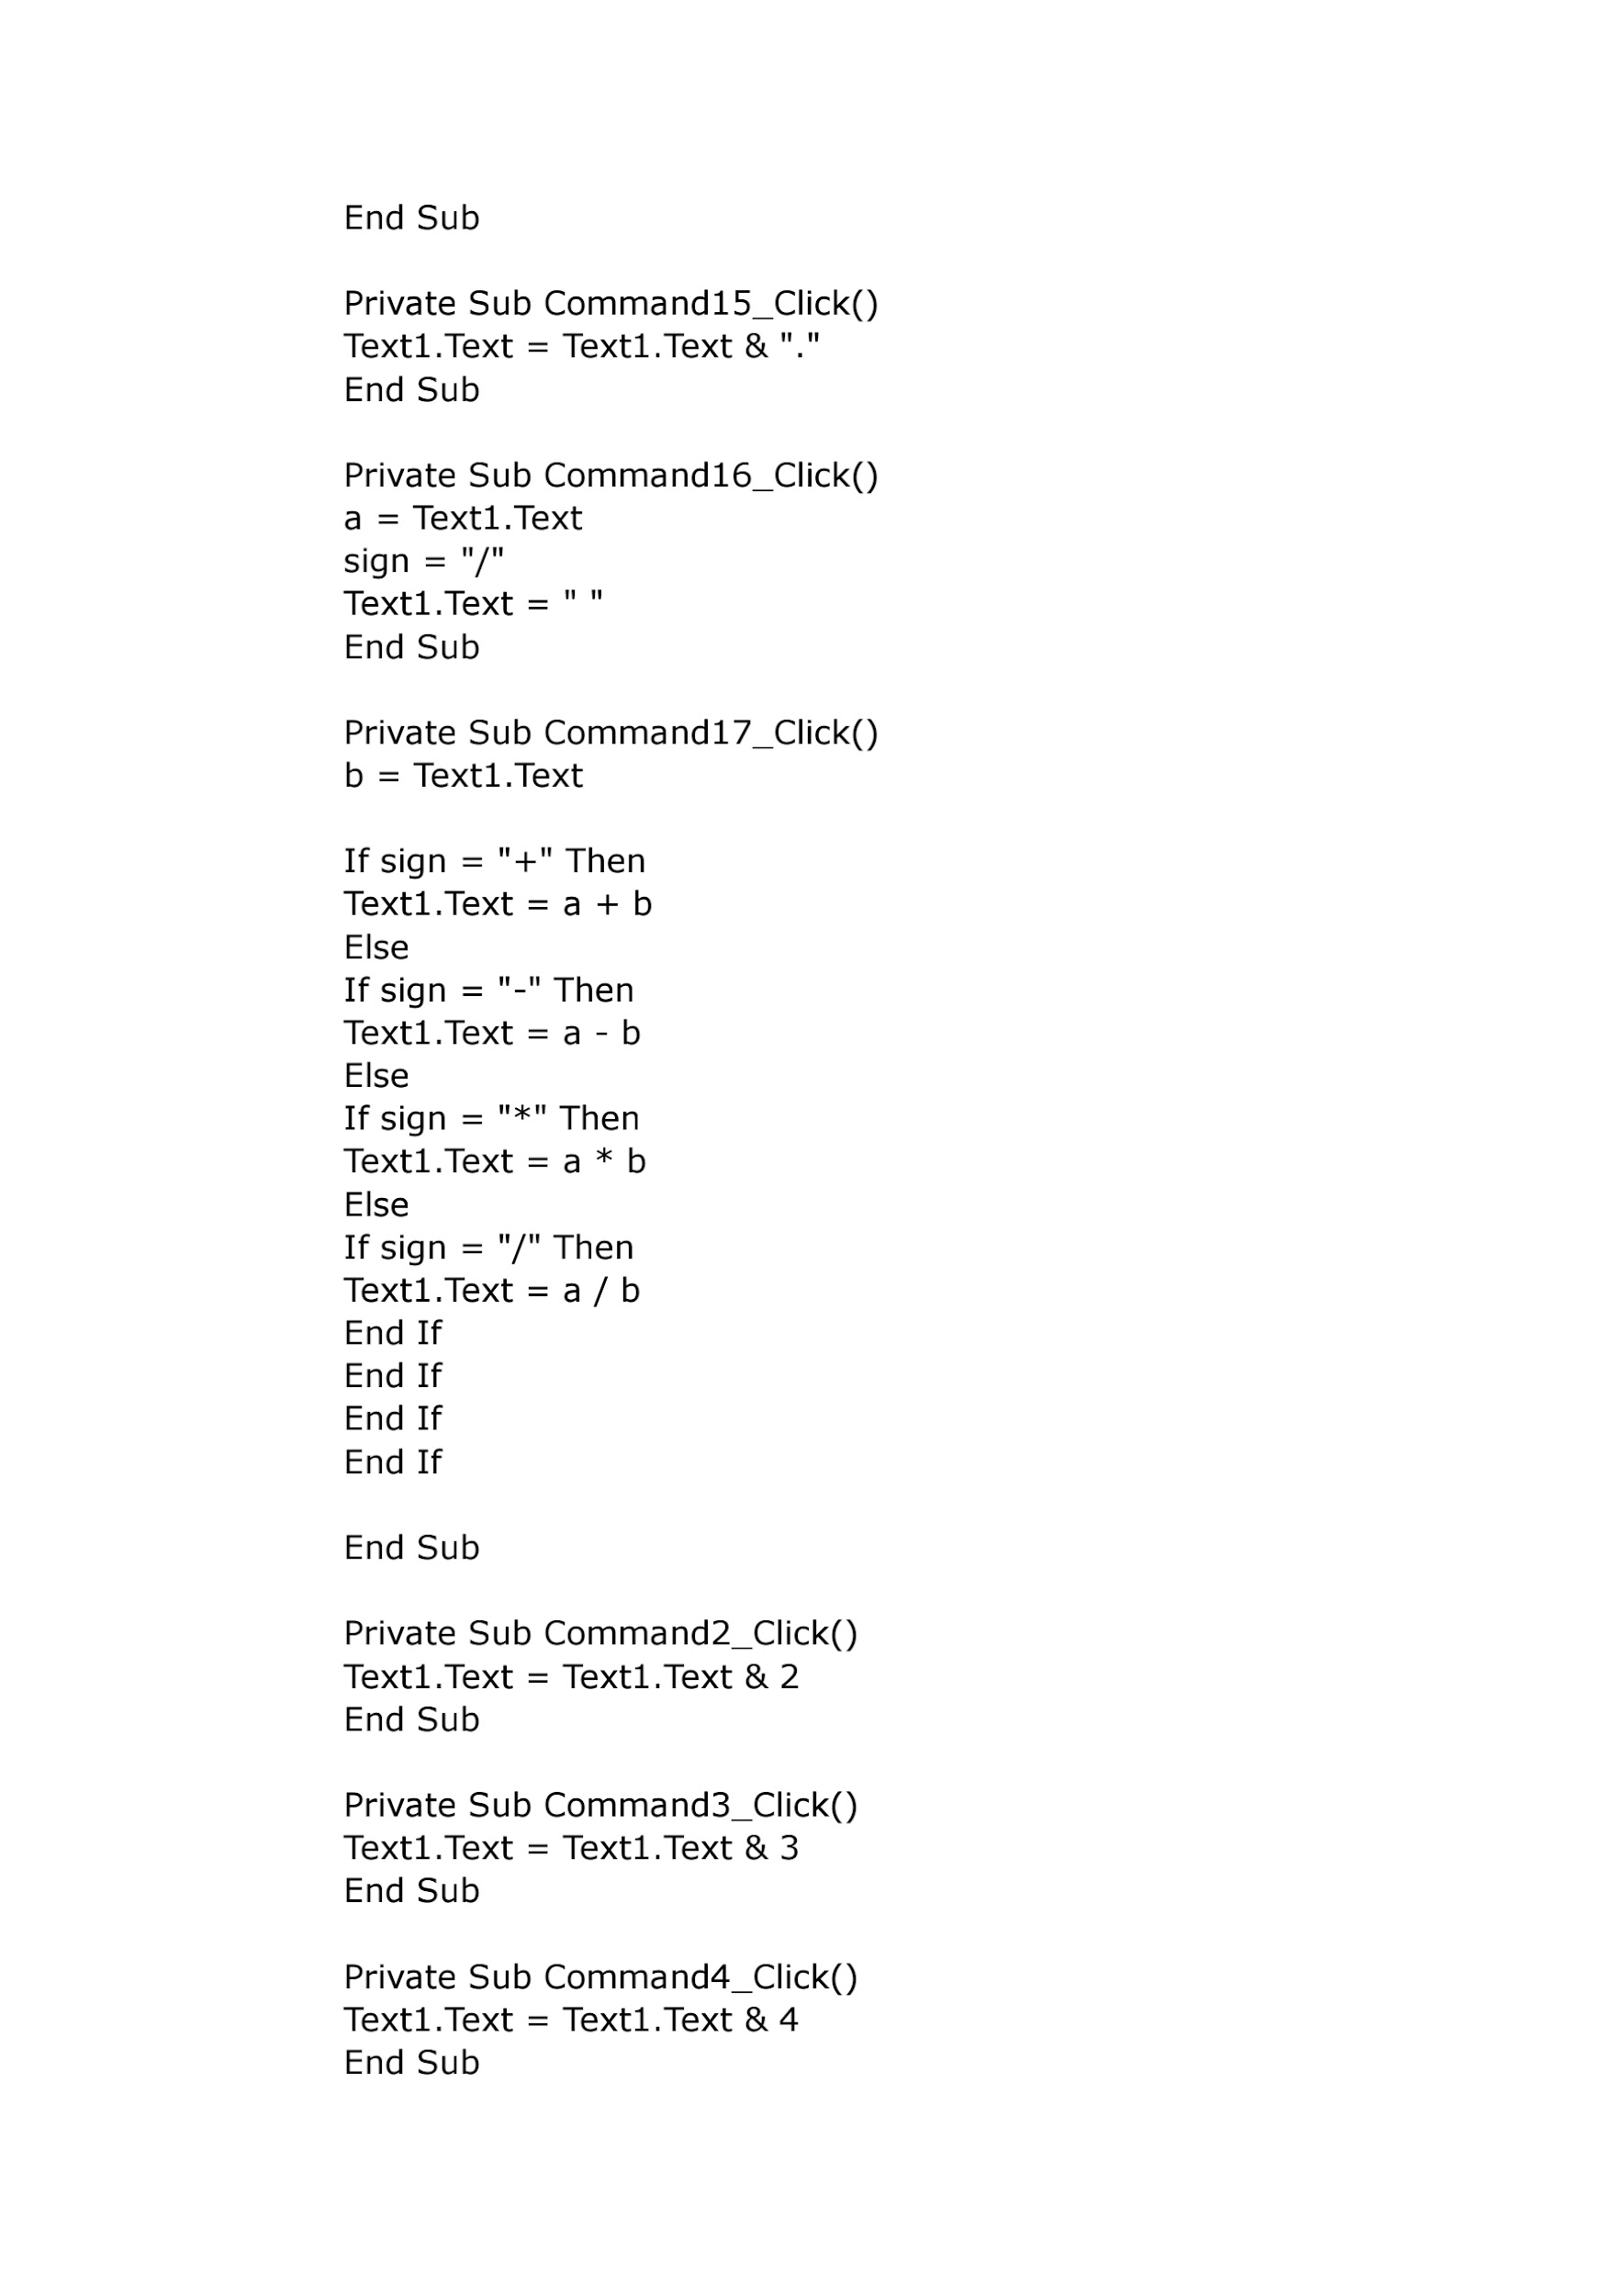 End Sub
Private Sub Command15_Click()
Text1.Text = Text1.Text & "."
End Sub
Private Sub Command16_Click()
a = Text1.Text
sign = "/"
Text1.Text = " "
End Sub
Private Sub Command17_Click()
b = Text1.Text
If sign = "+" Then
Text1.Text = a + b
Else
If sign = "-" Then
Text1.Text = a - b
Else
If sign = "*" Then
Text1.Text = a * b
Else
If sign = "/" Then
Text1.Text = a / b
End If
End If
End If
End If
End Sub
Private Sub Command2_Click()
Text1.Text = Text1.Text & 2
End Sub
Private Sub Command3_Click()
Text1.Text = Text1.Text & 3
End Sub
Private Sub Command4_Click()
Text1.Text = Text1.Text & 4
End Sub